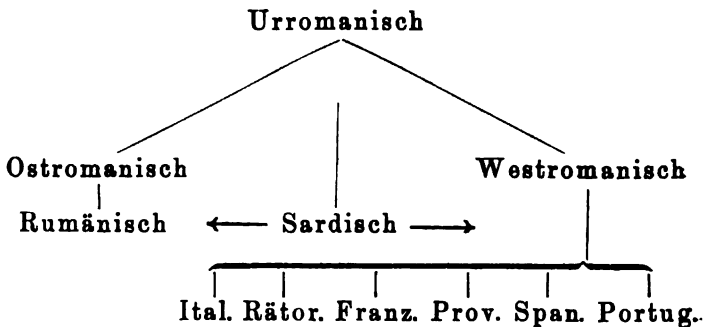 Urromanisch
Ostromanisch Westromanisch
Rumänisch Sardisch
Ital. Rätor. Franz. Prov. Span. Portug.